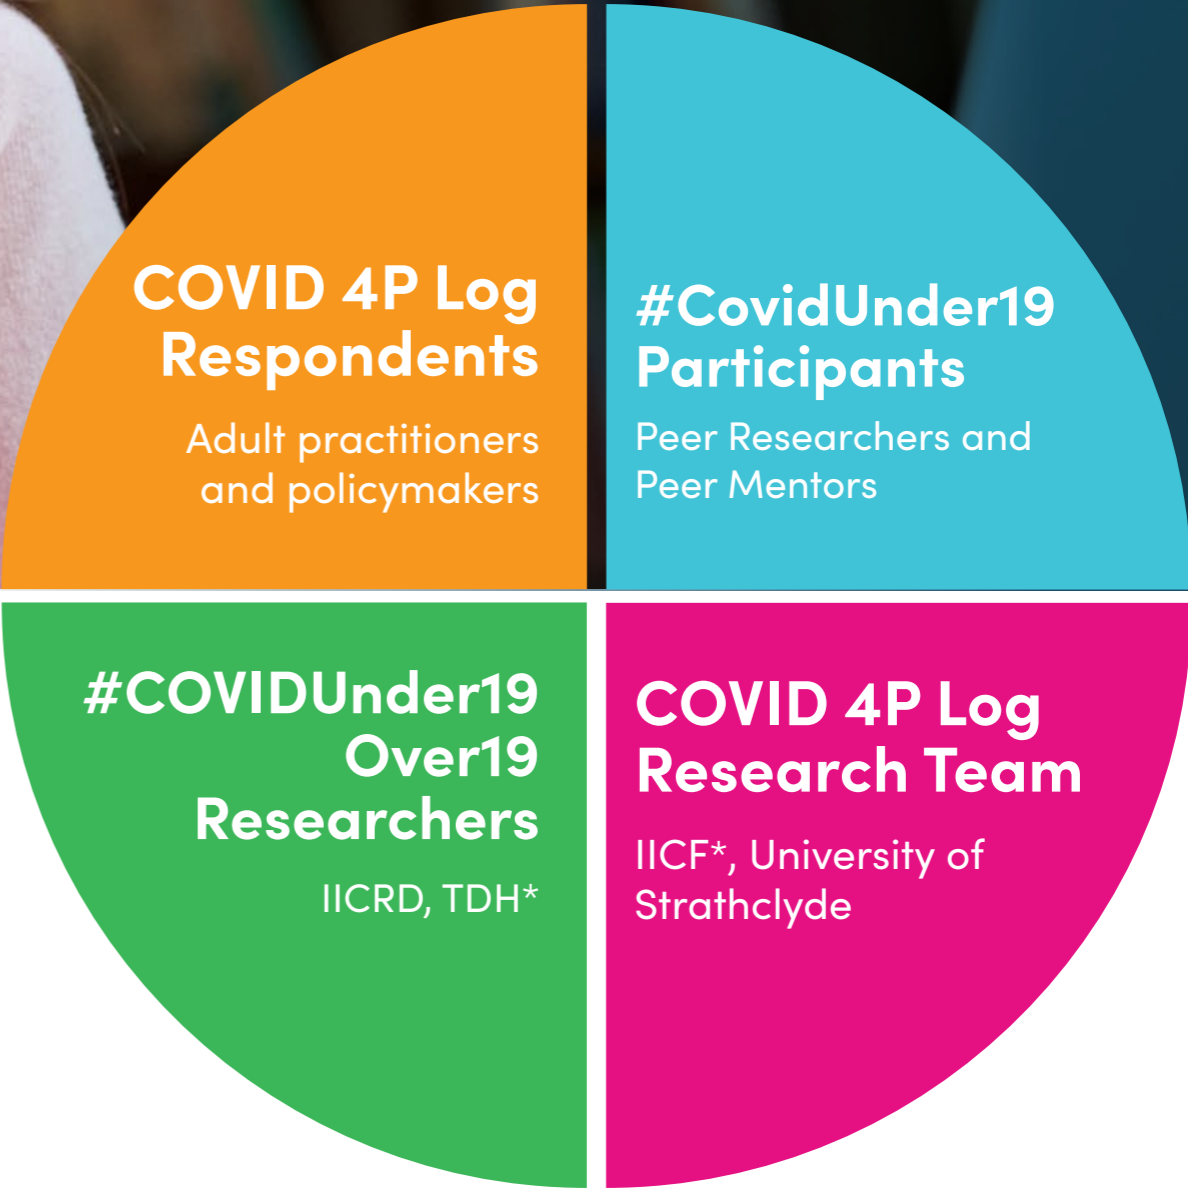 COVID 4P Log
Respondents
Adult practitioners
and policymakers
#CovidUnder19
Participants
Peer Researchers and
Peer Mentors
#COVIDUnder19
Over19
Researchers
IICRD, TDH*
COVID 4P Log
Research Team
IICF*, University of
Strathclyde